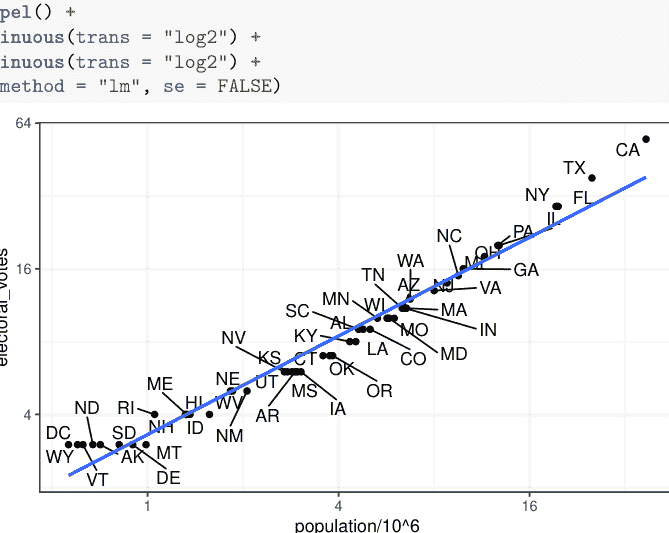 pel() +
inuous(trans = "log2") +
inuous(trans = "log2") +
method = "lm", se = FALSE)
64
CA
TX
NY FL
IL
NC PA
OH
WA MI GA
TN
AZ NJ VA
MN WI MA
SC AL IN
NV KY MO
LA CO MD
KS CT
OK
ME NE UT MS OR
ND RI HI WV AR IA
4
DC SD NH ID NM
WY AK MT
VT DE
16
electoral_votes
1 4 16
population/10^6